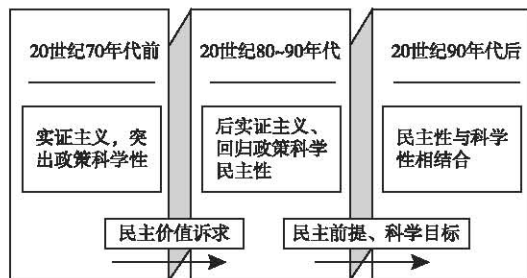 20世纪70年代前
20世纪80~90年代
20世纪90年代后
实证主义，突
出政策科学性
后实证主义、
回归政策科学
民主性
民主性与科学
性相结合
民主价值诉求
民主前提、科学目标